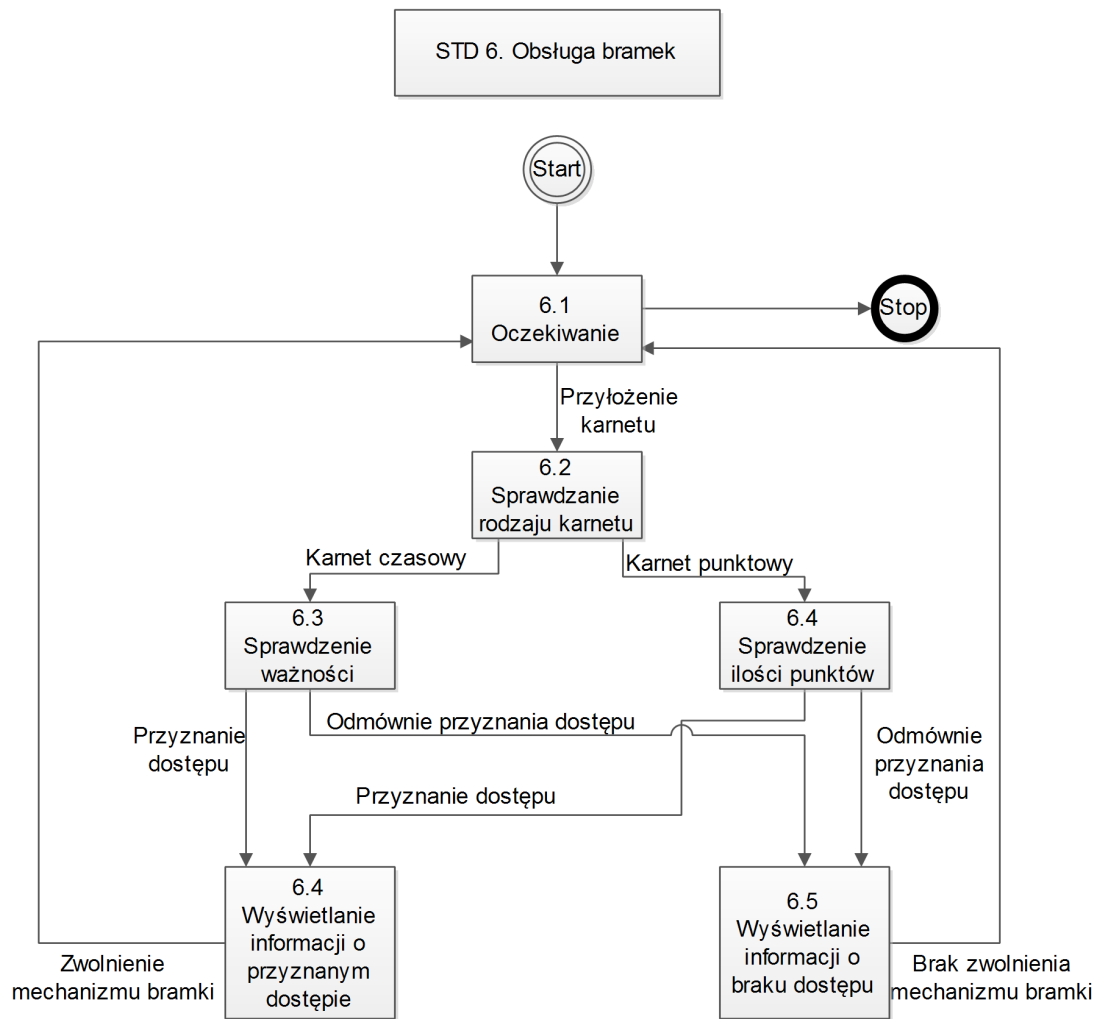 STD 6. Obsługa bramek
Start
6.1
Oczekiwanie
Stop
Przyłożenie
karnetu
6.2
Sprawdzanie
rodzaju karnetu
Karnet czasowy
Karnet punktowy
6.3
Sprawdzenie
ważności
6.4
Sprawdzenie
ilości punktów
Przyznanie
dostępu
Odmównie przyznania dostępu
Odmównie
przyznania
dostępu
Przyznanie dostępu
6.4
Wyświetlanie
informacji o
przyznanym
dostępie
6.5
Wyświetlanie
informacji o
braku dostępu
Zwolnienie
mechanizmu bramki
Brak zwolnienia
mechanizmu bramki